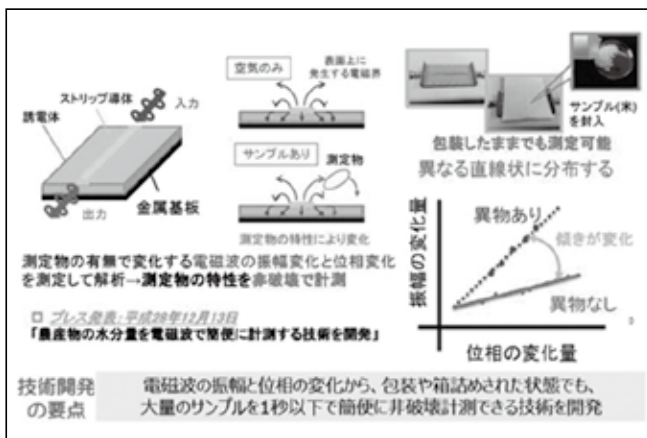 ストリップ導体
入力
誘電体
出力
金属基板
空気のみ
表面上に
発生する電磁界
サンプルあり
測定物
測定物の特性により変化
サンプル(米)
を封入
包装したままでも測定可能
異なる直線状に分布する
振幅の変化量
異物あり
傾きが変化
異物なし
位相の変化量
3
測定物の有無で変化する電磁波の振幅変化と位相変化
を測定して解析→測定物の特性を非破壊で計測
□ プレス発表:平成28年12月13日
「農産物の水分量を電磁波で簡便に計測する技術を開発」
技術開発
の要点
電磁波の振幅と位相の変化から、包装や箱詰めされた状態でも、
大量のサンプルを1秒以下で簡便に非破壊計測できる技術を開発